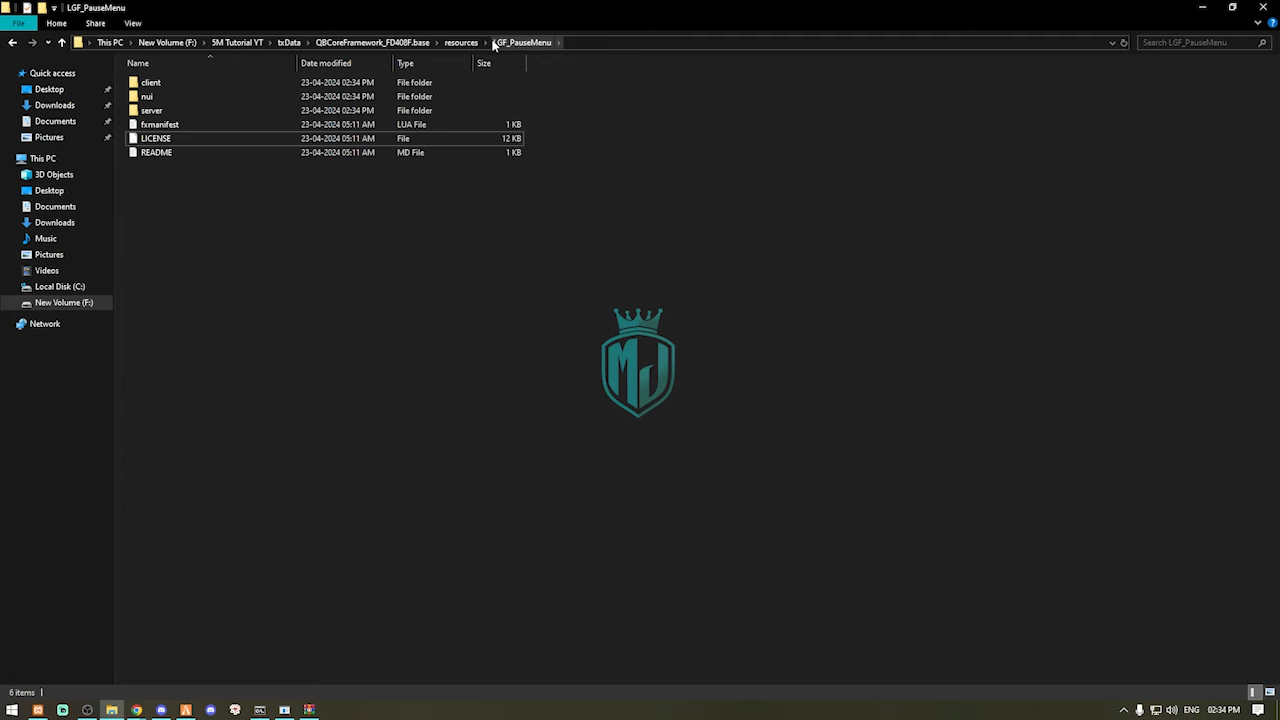 LGF_PauseMenu
File Home Share View
This PC New Volume (F:) 5M Tutorial YT txData QBCoreFramework_FD408F.base resources LGF_PauseMenu Search LGF_PauseMenu
Name Date modified Type Size
Quick access
Desktop
Downloads
Documents
Pictures
This PC
3D Objects
Desktop
Documents
Downloads
Music
Pictures
Videos
Local Disk (C:)
New Volume (F:)
Network
client 23-04-2024 02:34 PM File folder
nui 23-04-2024 02:34 PM File folder
server 23-04-2024 02:34 PM File folder
fxmanifest 23-04-2024 05:11 AM LUA File 1 KB
LICENSE 23-04-2024 05:11 AM File 12 KB
README 23-04-2024 05:11 AM MD File 1 KB
MJ
6 items
ENG 02:34 PM